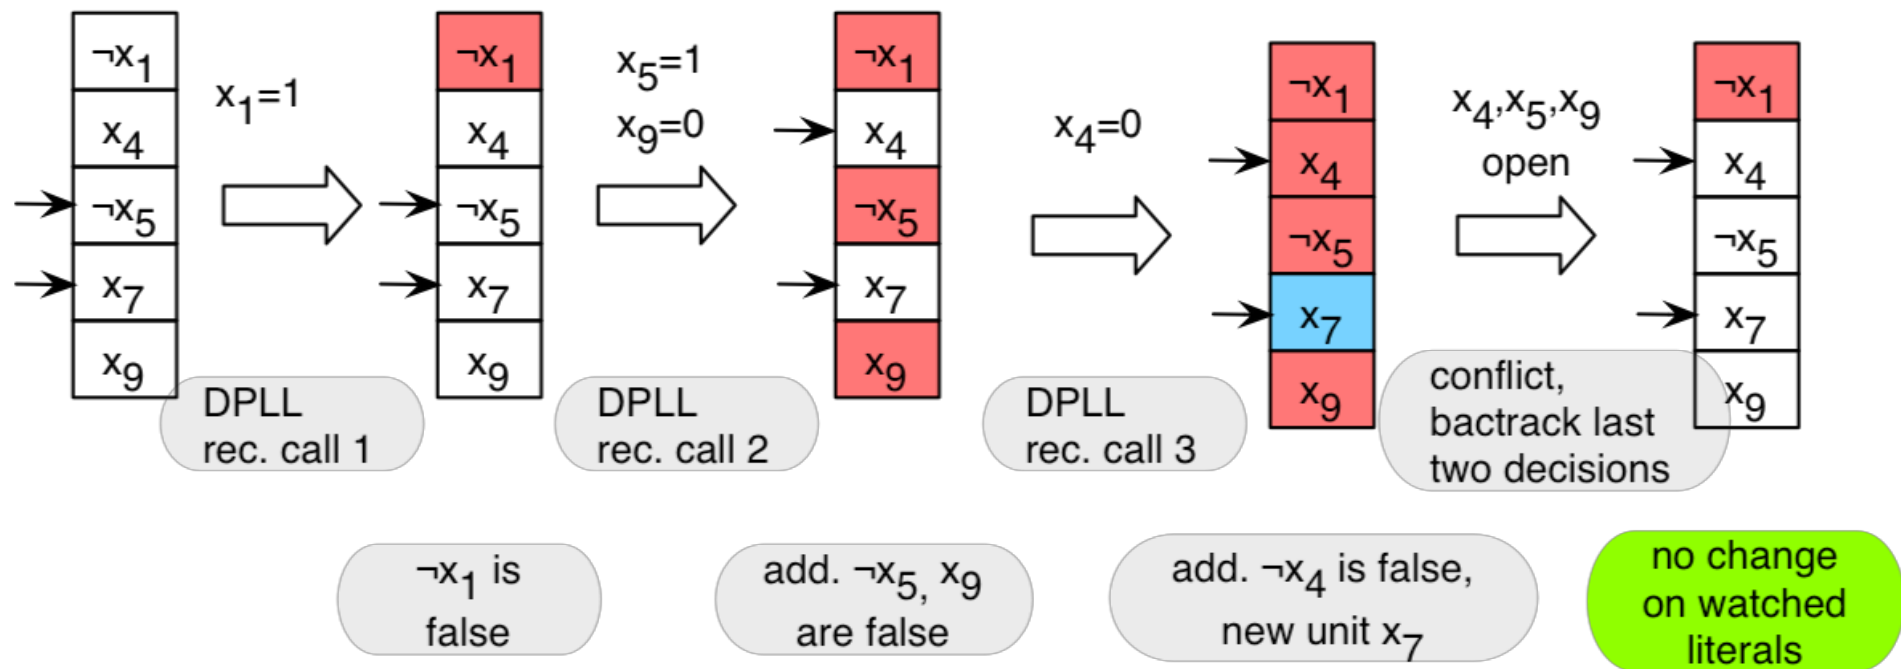 ¬x₁
x₄
¬x₅
x₇
x₉
x₁=1
DPLL
rec. call 1
¬x₁
x₄
¬x₅
x₇
x₉
¬x₁ is
false
x₅=1
x₉=0
DPLL
rec. call 2
¬x₁
x₄
¬x₅
x₇
x₉
add. ¬x₅, x₉
are false
x₄=0
DPLL
rec. call 3
¬x₁
x₄
¬x₅
x₇
x₉
add. ¬x₄ is false,
new unit x₇
x₄,x₅,x₉
open
conflict,
bactrack last
two decisions
¬x₁
x₄
¬x₅
x₇
x₉
no change
on watched
literals